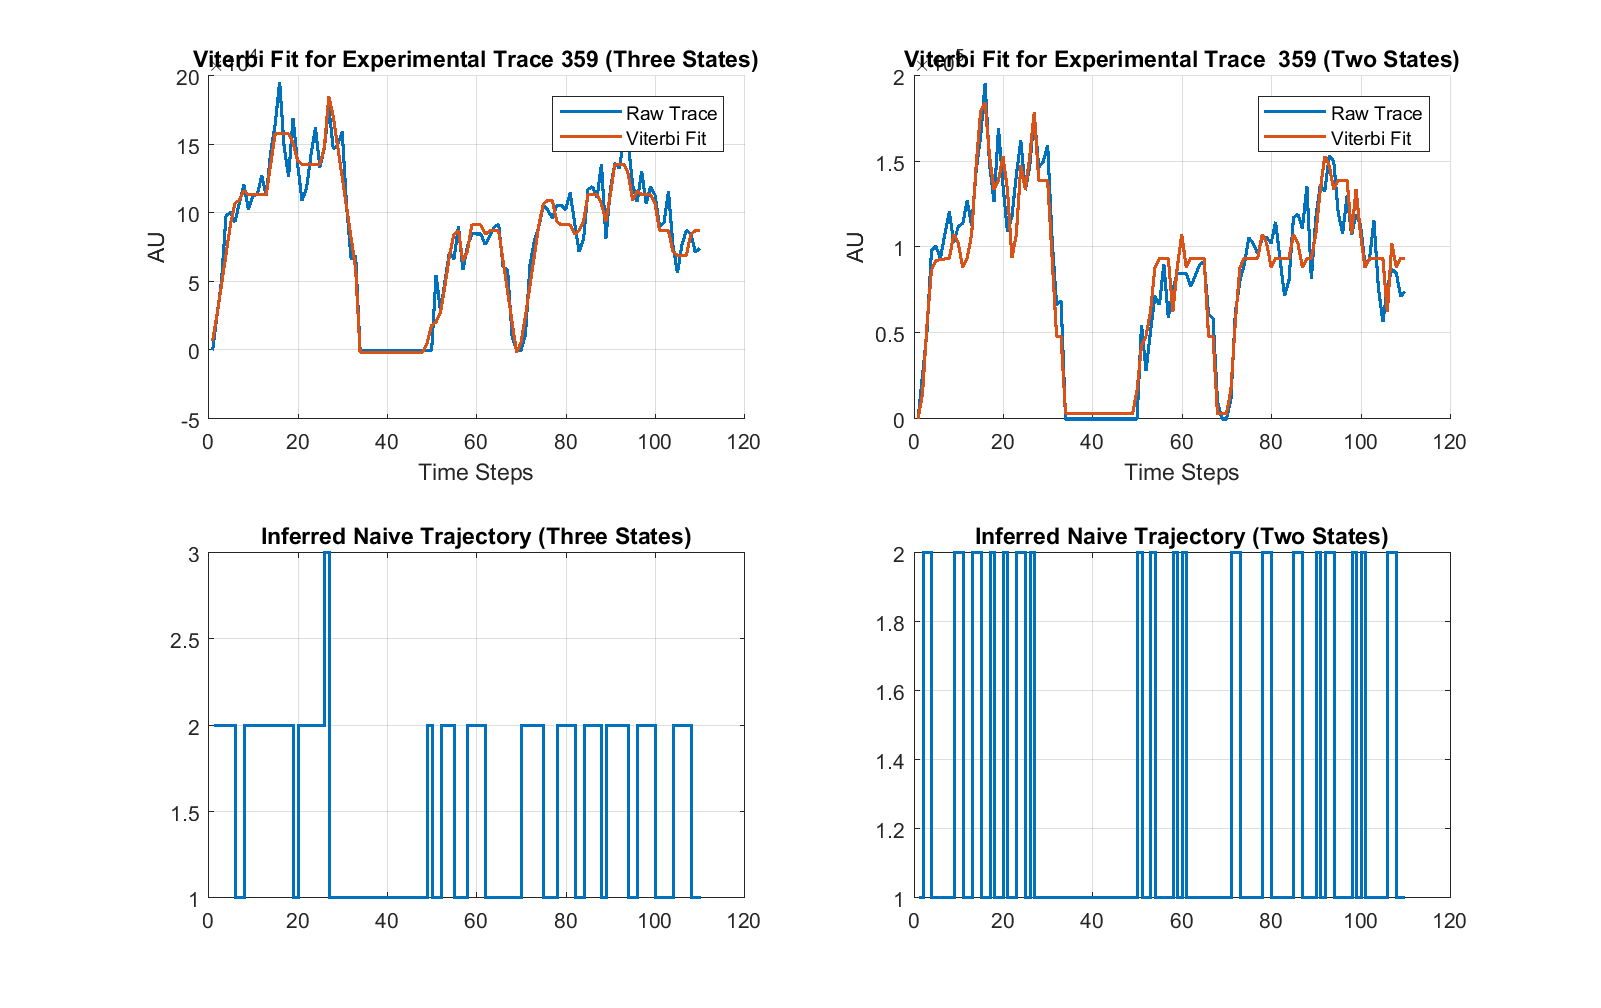 Viterbi Fit for Experimental Trace 359 (Three States)
20
15
10
5
0
-5
AU
Raw Trace
Viterbi Fit
0 20 40 60 80 100 120
Time Steps
Viterbi Fit for Experimental Trace  359 (Two States)
2
1.5
1
0.5
0
AU
Raw Trace
Viterbi Fit
0 20 40 60 80 100 120
Time Steps
Inferred Naive Trajectory (Three States)
3
2.5
2
1.5
1
0 20 40 60 80 100 120
Inferred Naive Trajectory (Two States)
2
1.8
1.6
1.4
1.2
1
0 20 40 60 80 100 120